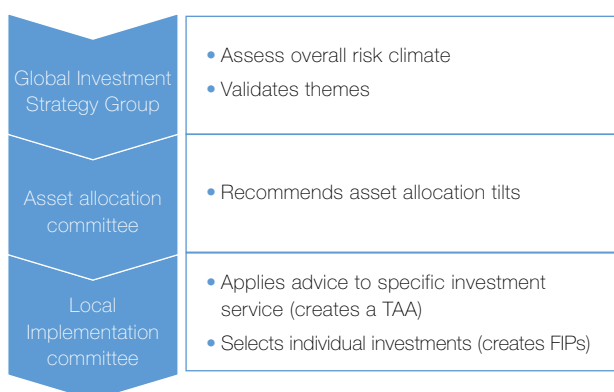 Global Investment
Strategy Group
• Assess overall risk climate
• Validates themes
Asset allocation
committee
• Recommends asset allocation tilts
Local
Implementation
committee
• Applies advice to specific investment
service (creates a TAA)
• Selects individual investments (creates FIPs)